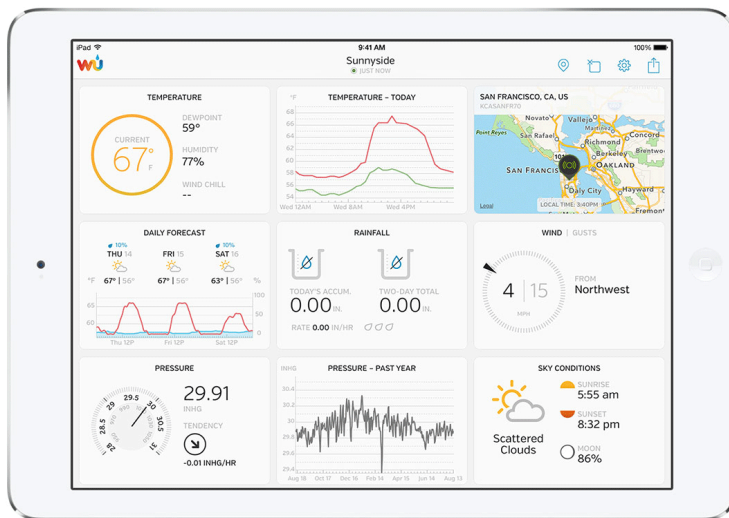 iPad
9:41 AM
100%
wu
Sunnyside
JUST NOW
TEMPERATURE
CURRENT
67°
F
DEWPOINT
59°
HUMIDITY
77%
WIND CHILL
--
TEMPERATURE – TODAY
°F
68
66
64
62
60
58
56
54
Wed 12AM Wed 8AM Wed 4PM
SAN FRANCISCO, CA, US
KCASANFR70
Novato
Vallejo
Martinez
Concord
Point Reyes
San Rafael
Richmond
Berkeley
Brentwo
101
OAKLAND
SAN FRANCIS
Daly City
Hayward
Legal
LOCAL TIME: 3:40PM
Fremont
DAILY FORECAST
10%
10%
THU 14
FRI 15
SAT 16
°F
67° | 56°
67° | 56°
63° | 56°
%
65
60
100
50
0
Thu 12P Fri 12P Sat 12P
RAINFALL
TODAY'S ACCUM.
0.00 IN.
TWO-DAY TOTAL
0.00 IN.
RATE 0.00 IN/HR
WIND | GUSTS
4 | 15
MPH
FROM
Northwest
PRESSURE
28.5
29
29.5
30
30.5
31
29.91
INHG
TENDENCY
-0.01 INHG/HR
PRESSURE – PAST YEAR
INHG
30.4
30.2
30
29.8
29.6
29.4
Aug 15 Oct 17 Dec 16 Feb 14 Apr 15 Jun 14 Aug 13
SKY CONDITIONS
Scattered
Clouds
SUNRISE
5:55 am
SUNSET
8:32 pm
MOON
86%